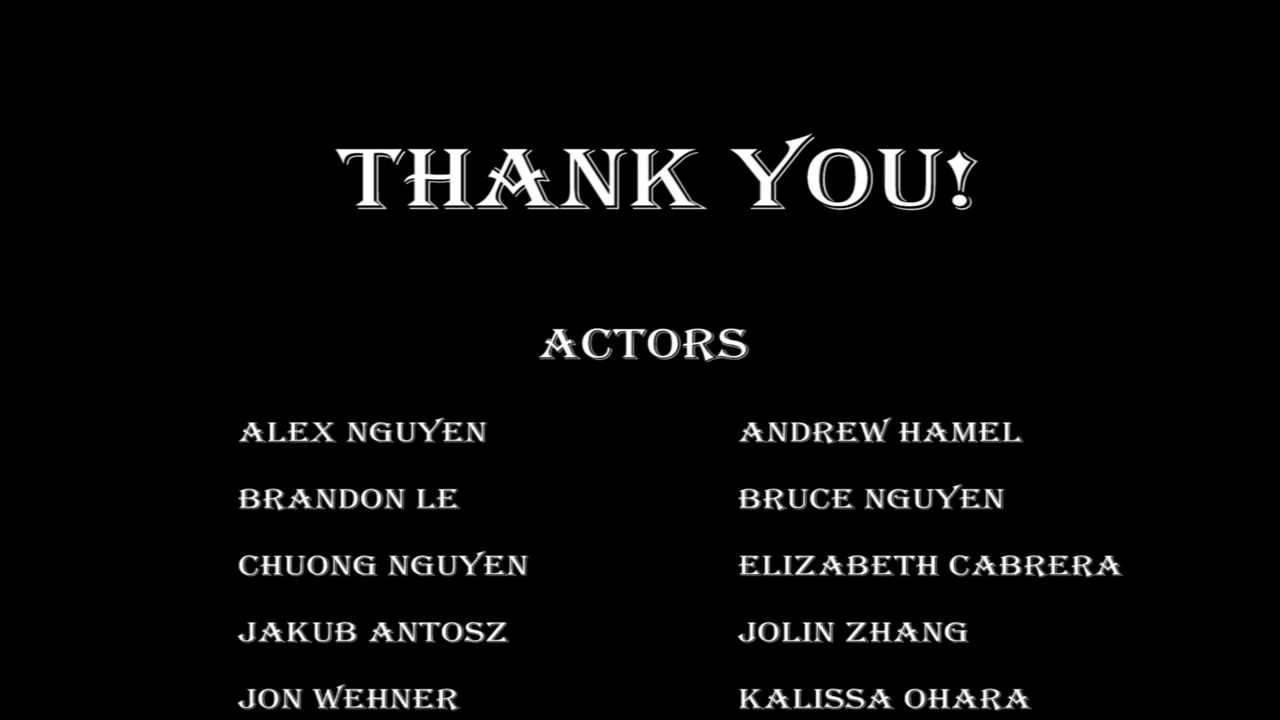 THANK YOU!
ACTORS
ALEX NGUYEN ANDREW HAMEL
BRANDON LE BRUCE NGUYEN
CHUONG NGUYEN ELIZABETH CABRERA
JAKUB ANTOSZ JOLIN ZHANG
JON WEHNER KALISSA OHARA